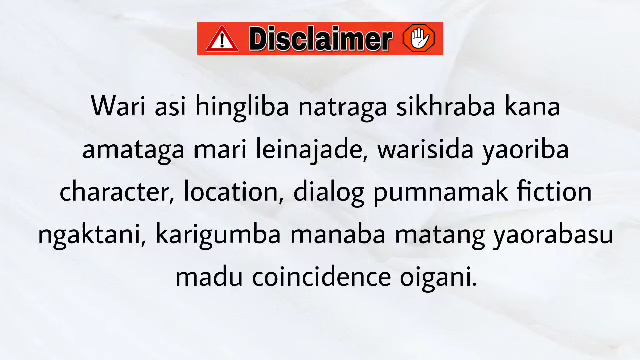 Disclaimer
Wari asi hingliba natraga sikhraba kana
amataga mari leinajade, warisida yaoriba
character, location, dialog pumnamak fiction
ngaktani, karigumba manaba matang yaorabasu
madu coincidence oigani.